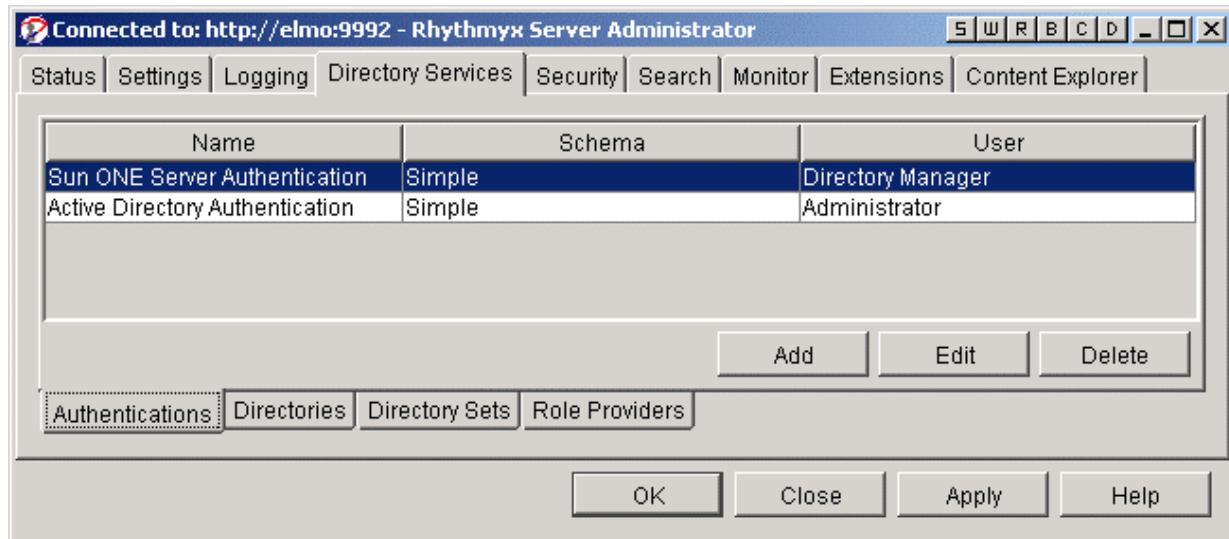 Connected to: http://elmo:9992 - Rhythmyx Server Administrator S W R B C D
Status Settings Logging Directory Services Security Search Monitor Extensions Content Explorer
Name Schema User
Sun ONE Server Authentication Simple Directory Manager
Active Directory Authentication Simple Administrator
Add Edit Delete
Authentications Directories Directory Sets Role Providers
OK Close Apply Help